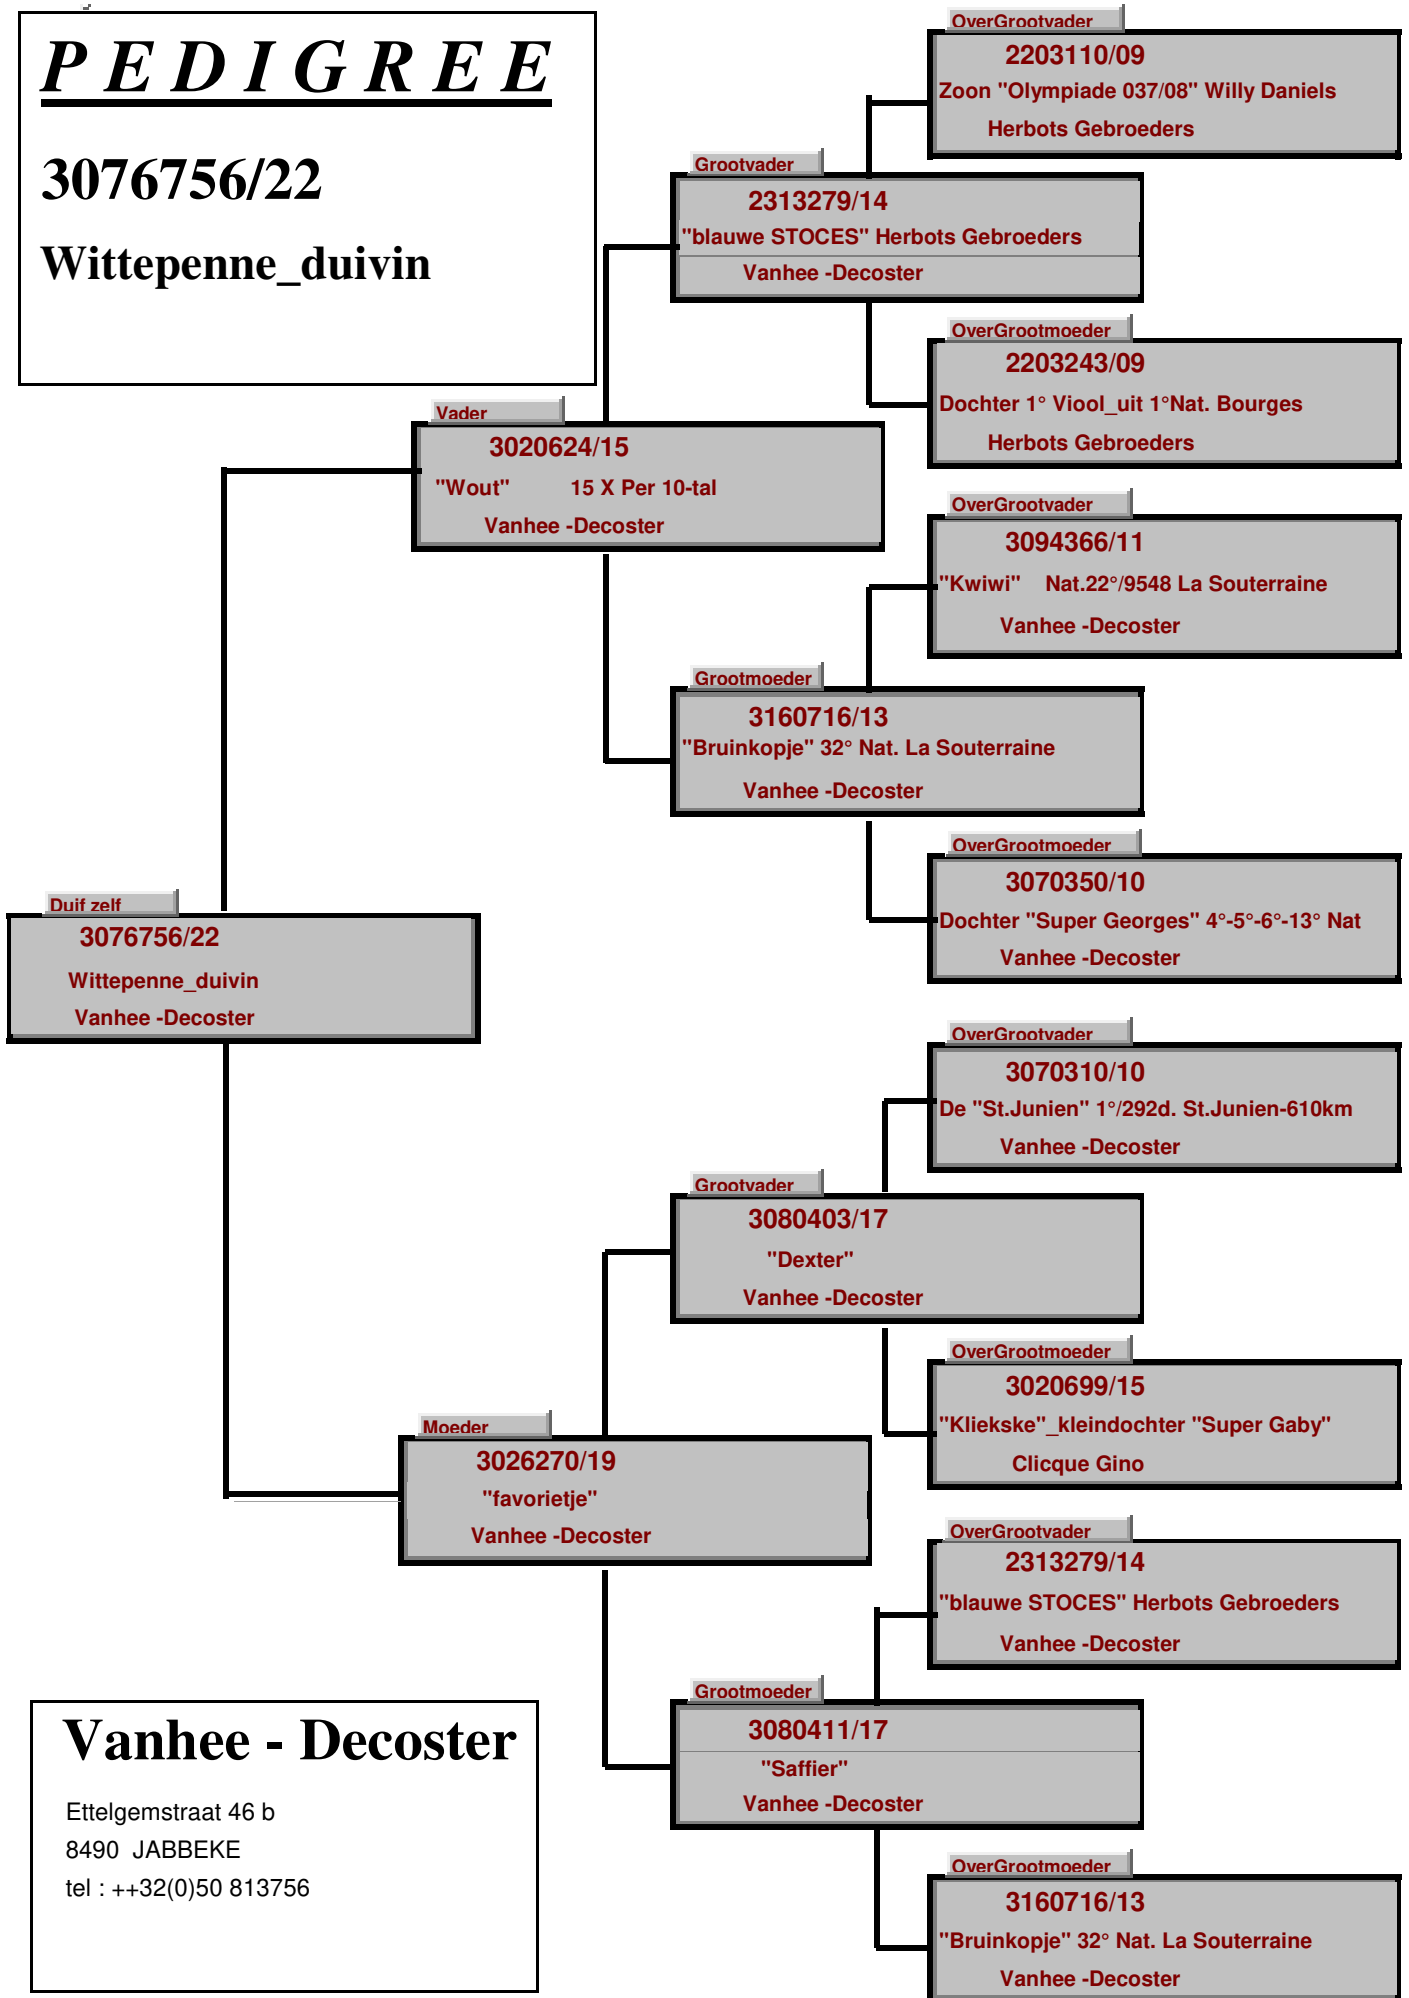 P E D I G R E E
3076756/22
Wittepenne_duivin
OverGrootvader
2203110/09
Zoon "Olympiade 037/08" Willy Daniels
Herbots Gebroeders
Grootvader
2313279/14
"blauwe STOCES" Herbots Gebroeders
Vanhee -Decoster
OverGrootmoeder
2203243/09
Dochter 1° Viool_uit 1°Nat. Bourges
Herbots Gebroeders
Vader
3020624/15
"Wout" 15 X Per 10-tal
Vanhee -Decoster
OverGrootvader
3094366/11
"Kwiwi" Nat.22°/9548 La Souterraine
Vanhee -Decoster
Grootmoeder
3160716/13
"Bruinkopje" 32° Nat. La Souterraine
Vanhee -Decoster
OverGrootmoeder
3070350/10
Dochter "Super Georges" 4°-5°-6°-13° Nat
Vanhee -Decoster
Duif zelf
3076756/22
Wittepenne_duivin
Vanhee -Decoster
OverGrootvader
3070310/10
De "St.Junien" 1°/292d. St.Junien-610km
Vanhee -Decoster
Grootvader
3080403/17
"Dexter"
Vanhee -Decoster
OverGrootmoeder
3020699/15
"Kliekske"_kleindochter "Super Gaby"
Clicque Gino
Moeder
3026270/19
"favorietje"
Vanhee -Decoster
OverGrootvader
2313279/14
"blauwe STOCES" Herbots Gebroeders
Vanhee -Decoster
Grootmoeder
3080411/17
"Saffier"
Vanhee -Decoster
OverGrootmoeder
3160716/13
"Bruinkopje" 32° Nat. La Souterraine
Vanhee -Decoster
Vanhee - Decoster
Ettelgemstraat 46 b
8490 JABBEKE
tel : ++32(0)50 813756